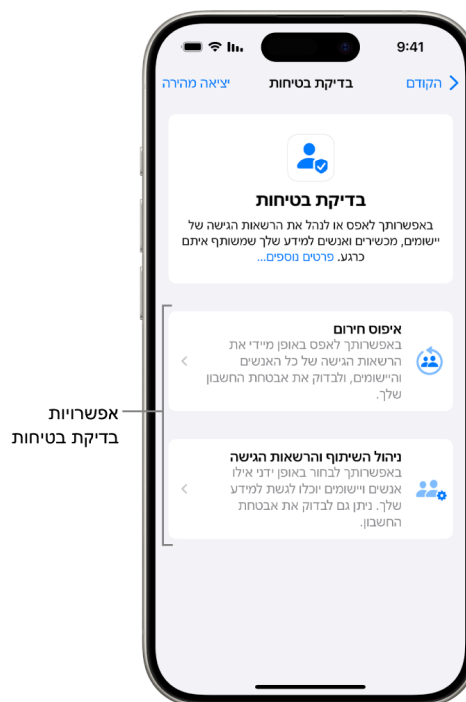 9:41
הקודם
בדיקת בטיחות
יציאה מהירה
בדיקת בטיחות
באפשרותך לאפס או לנהל את הרשאות הגישה של
יישומים, מכשירים ואנשים למידע שלך שמשותף איתם
כרגע. פרטים נוספים...
איפוס חירום
באפשרותך לאפס באופן מיידי את
הרשאות הגישה של כל האנשים
והיישומים, ולבדוק את אבטחת החשבון
שלך.
ניהול השיתוף והרשאות הגישה
באפשרותך לבחור באופן ידני אילו
אנשים ויישומים יוכלו לגשת למידע
שלך. ניתן גם לבדוק את אבטחת
החשבון.
אפשרויות
בדיקת בטיחות